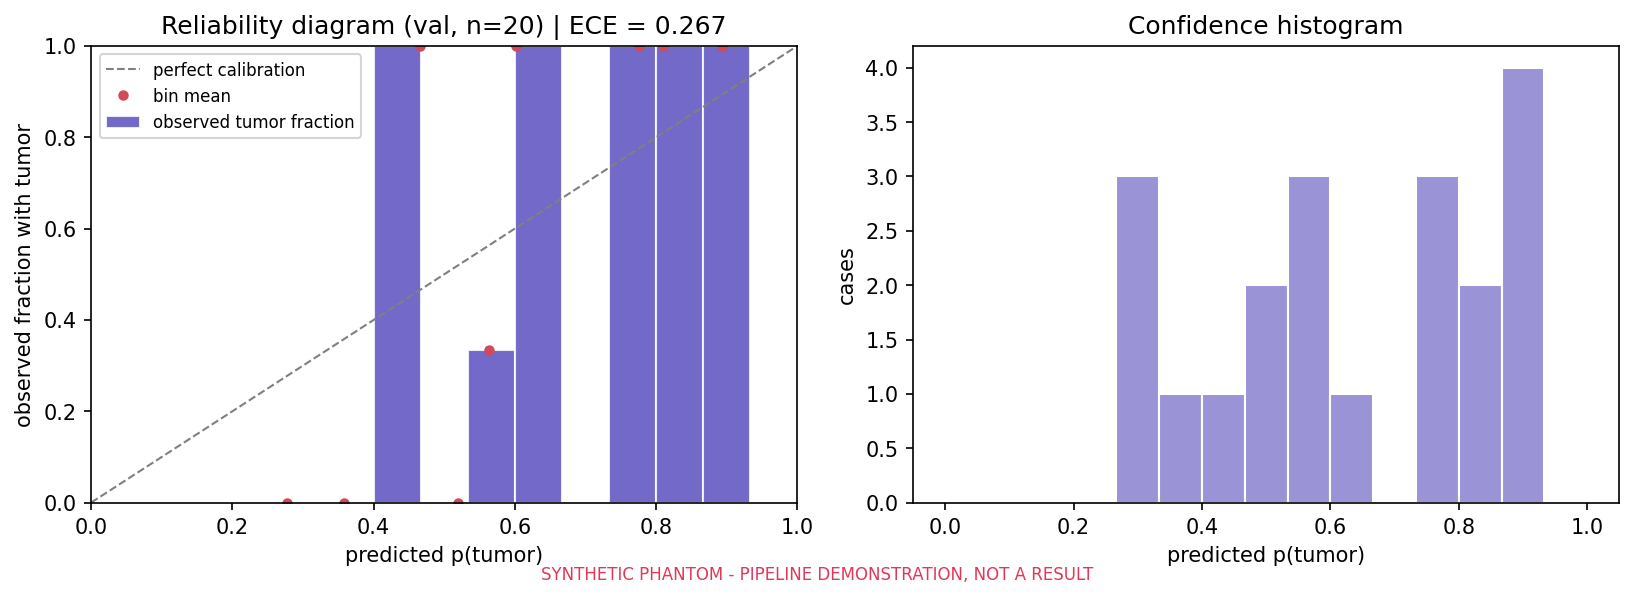 Reliability diagram (val, n=20) | ECE = 0.267
perfect calibration
bin mean
observed tumor fraction
observed fraction with tumor
1.0
0.8
0.6
0.4
0.2
0.0
0.0 0.2 0.4 0.6 0.8 1.0
predicted p(tumor)
Confidence histogram
cases
4.0
3.5
3.0
2.5
2.0
1.5
1.0
0.5
0.0
0.0 0.2 0.4 0.6 0.8 1.0
predicted p(tumor)
SYNTHETIC PHANTOM - PIPELINE DEMONSTRATION, NOT A RESULT